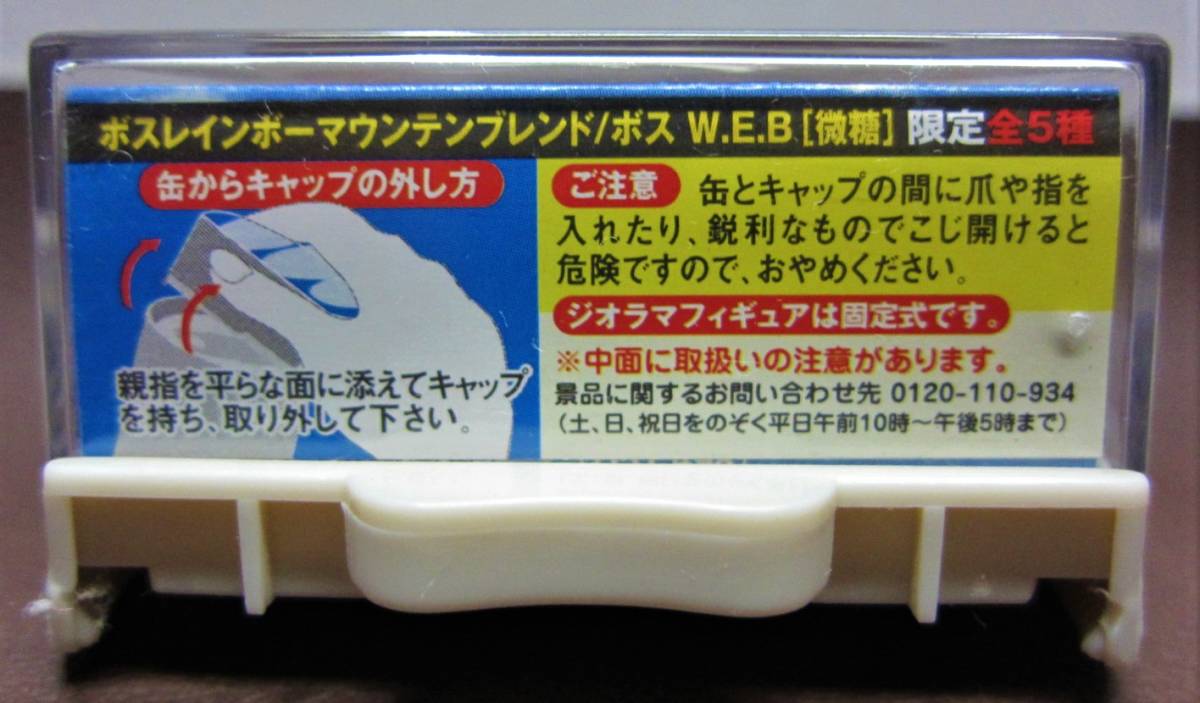 ボスレインボーマウンテンブレンド/ボス W.E.B［微糖］限定全5種
缶からキャップの外し方
親指を平らな面に添えてキャップ
を持ち、取り外して下さい。
ご注意 缶とキャップの間に爪や指を
入れたり、鋭利なものでこじ開けると
危険ですので、おやめください。
ジオラマフィギュアは固定式です。
※中面に取扱いの注意があります。
景品に関するお問い合わせ先 0120-110-934
（土、日、祝日をのぞく平日午前10時～午後5時まで）